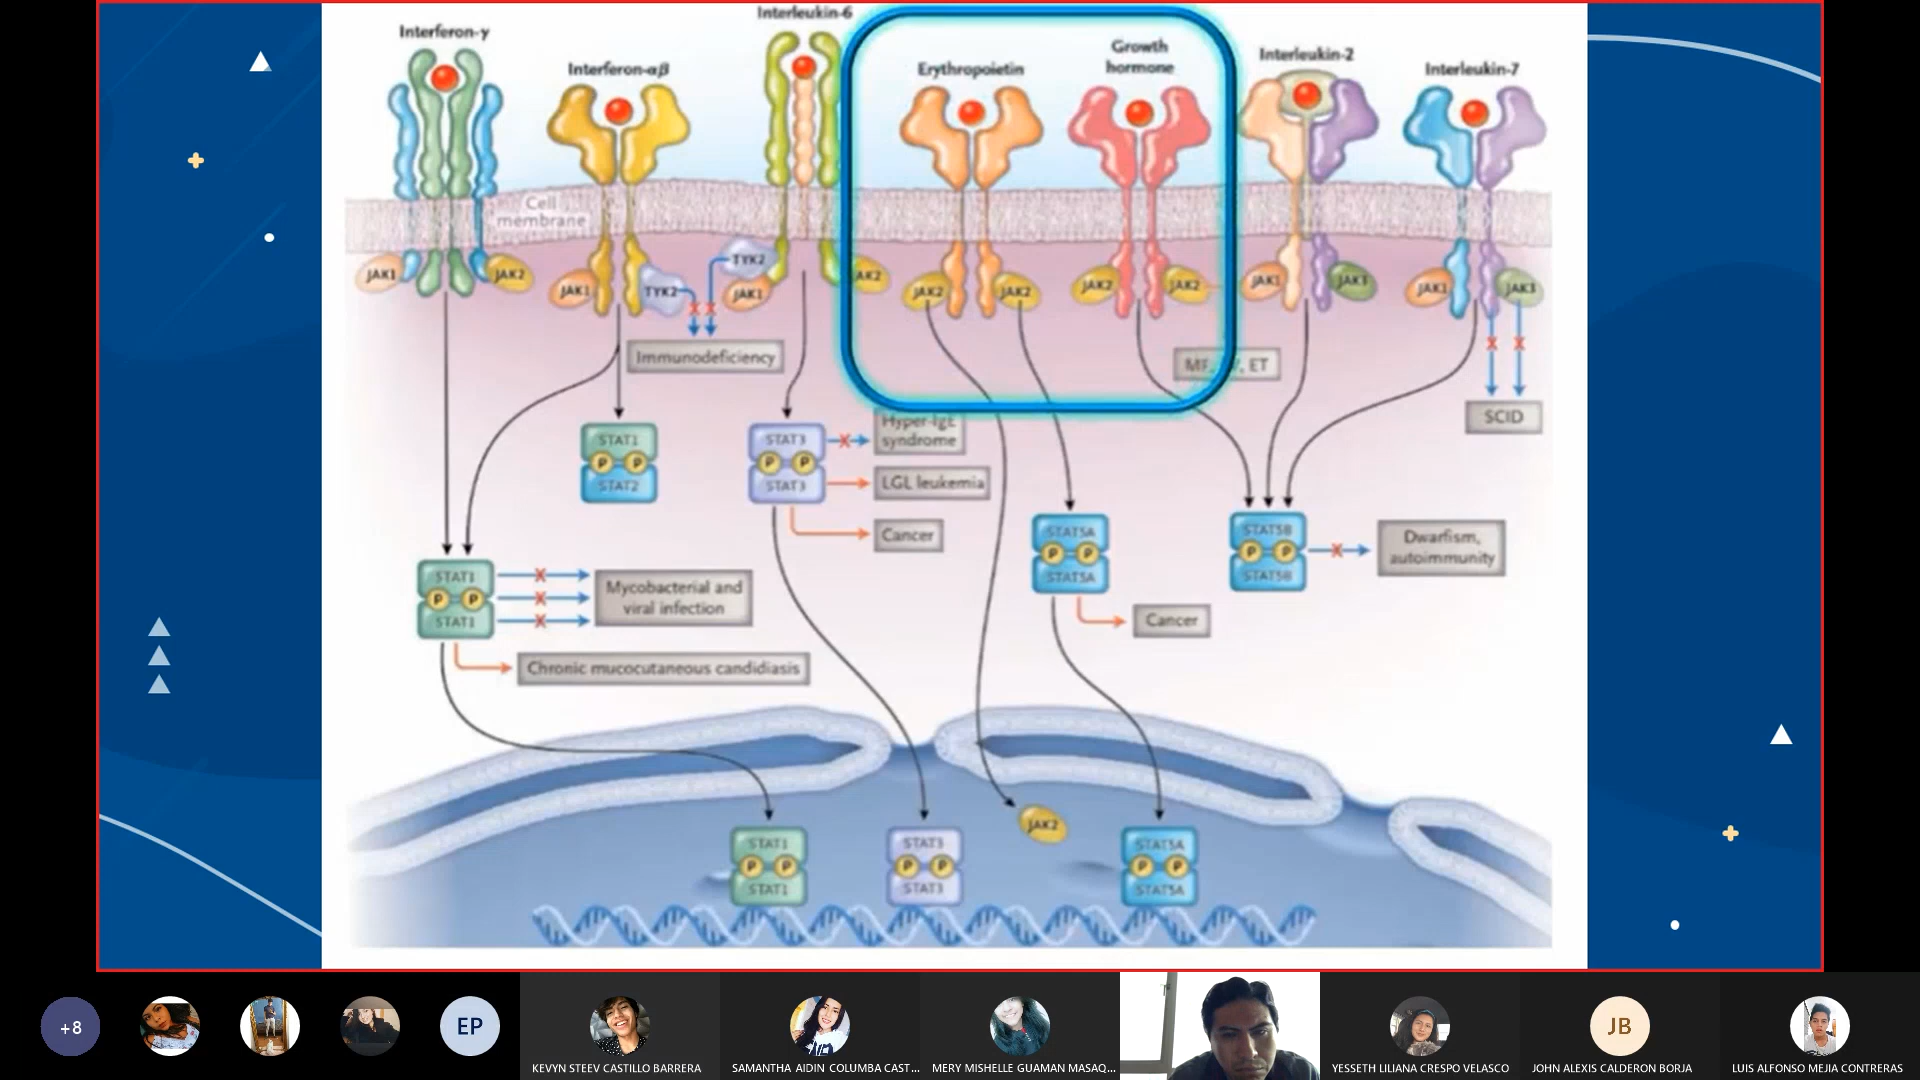 Interleukin-6
Interferon-γ
Growth
hormone
Interleukin-2
Interferon-αβ
Erythropoietin
Interleukin-7
Cell
membrane
TYK2
JAK1
JAK2
JAK1
TYK2
JAK1
AK2
JAK2
JAK2
JAK2
JAK2
JAK1
JAK3
JAK1
JAK3
Immunodeficiency
ET
SCID
STAT1
P P
STAT2
STAT3
P P
STAT3
Hyper-IgE
syndrome
LGL leukemia
Cancer
STAT5A
P P
STAT5A
STAT5B
P P
STAT5B
Dwarfism,
autoimmunity
STAT1
P P
STAT1
Mycobacterial and
viral infection
Cancer
Chronic mucocutaneous candidiasis
JAK2
STAT1
P P
STAT1
STAT3
P P
STAT3
STAT5A
P P
STAT5A
+8
EP
JB
KEVYN STEEV CASTILLO BARRERA
SAMANTHA AIDIN COLUMBA CAST...
MERY MISHELLE GUAMAN MASAQ...
YESSETH LILIANA CRESPO VELASCO
JOHN ALEXIS CALDERON BORJA
LUIS ALFONSO MEJIA CONTRERAS